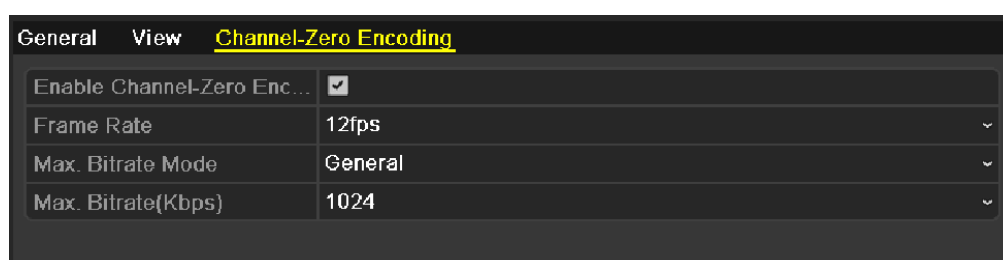 General View Channel-Zero Encoding
Enable Channel-Zero Enc...
Frame Rate 12fps
Max. Bitrate Mode General
Max. Bitrate(Kbps) 1024